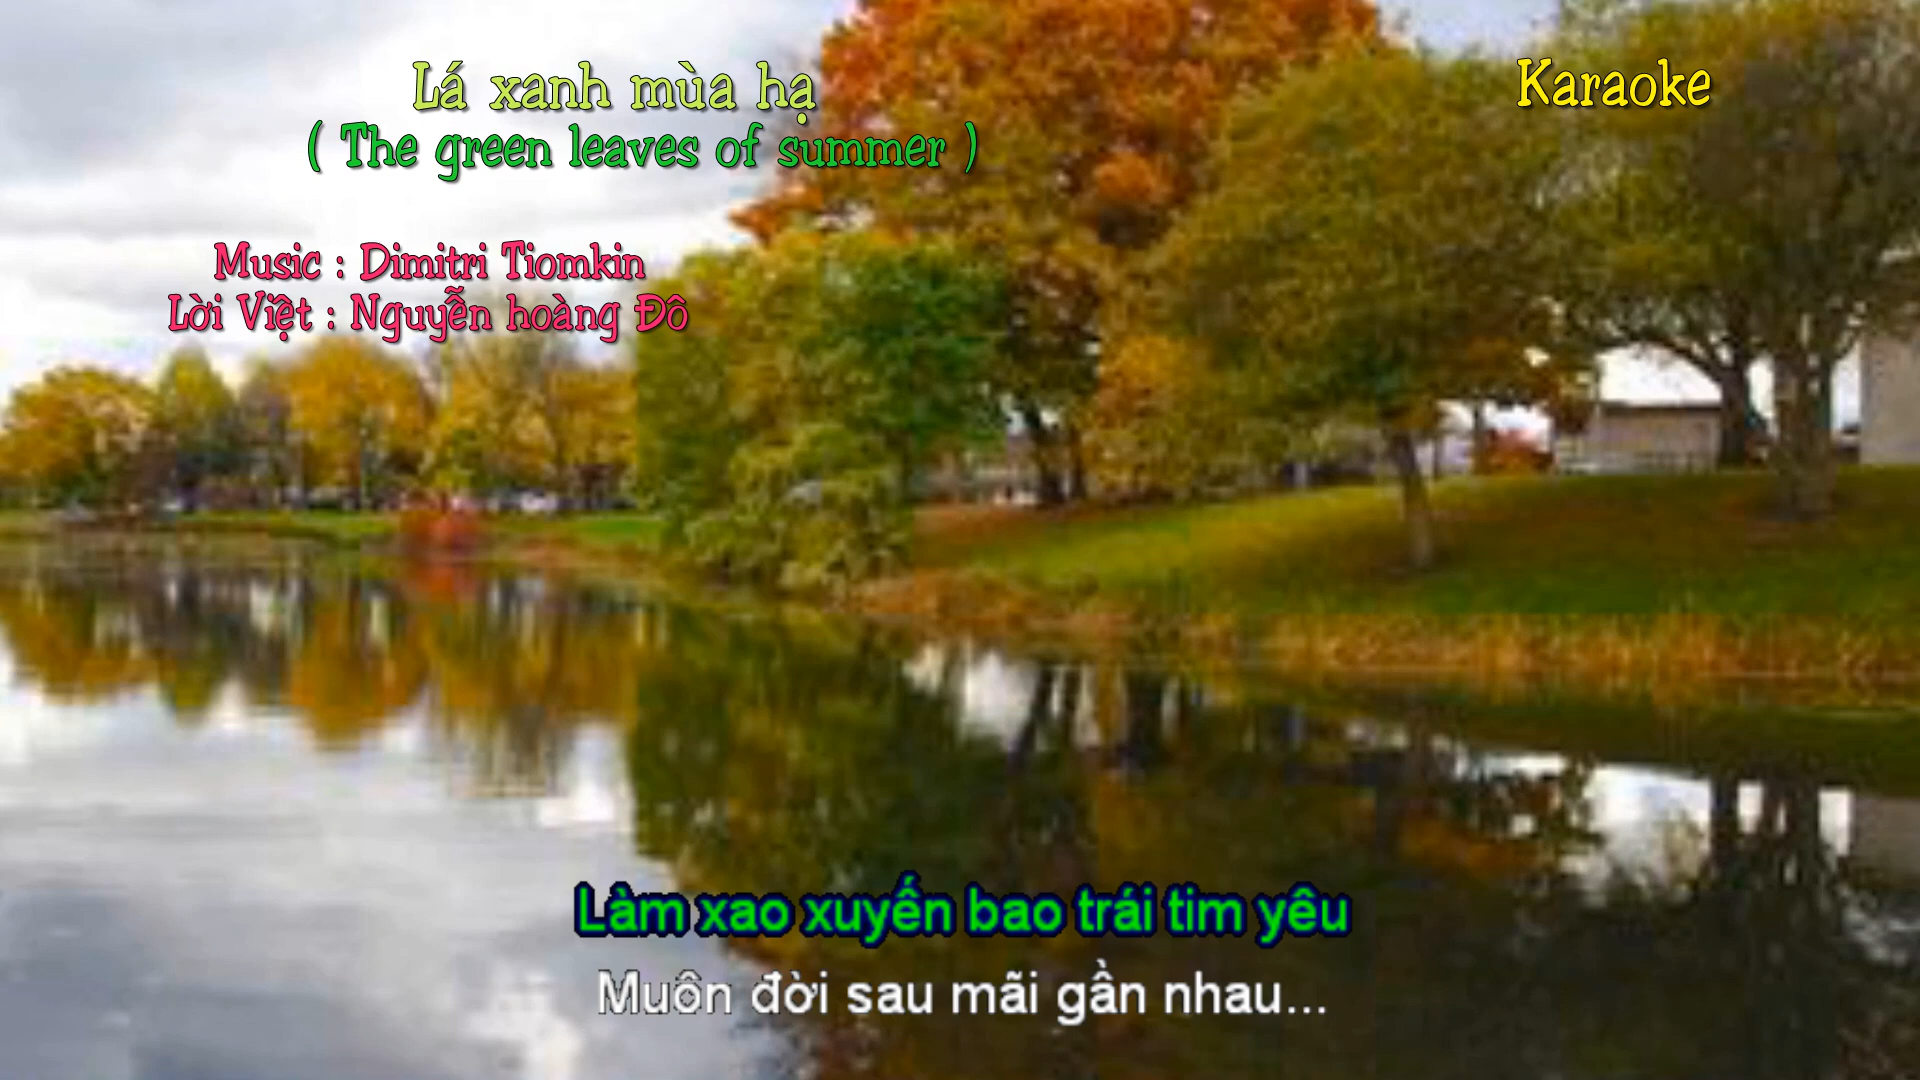 Lá xanh mùa hạ
Karaoke
( The green leaves of summer )
Music : Dimitri Tiomkin
Lời Việt : Nguyễn hoàng Đô
Làm xao xuyến bao trái tim yêu
Muôn đời sau mãi gần nhau...